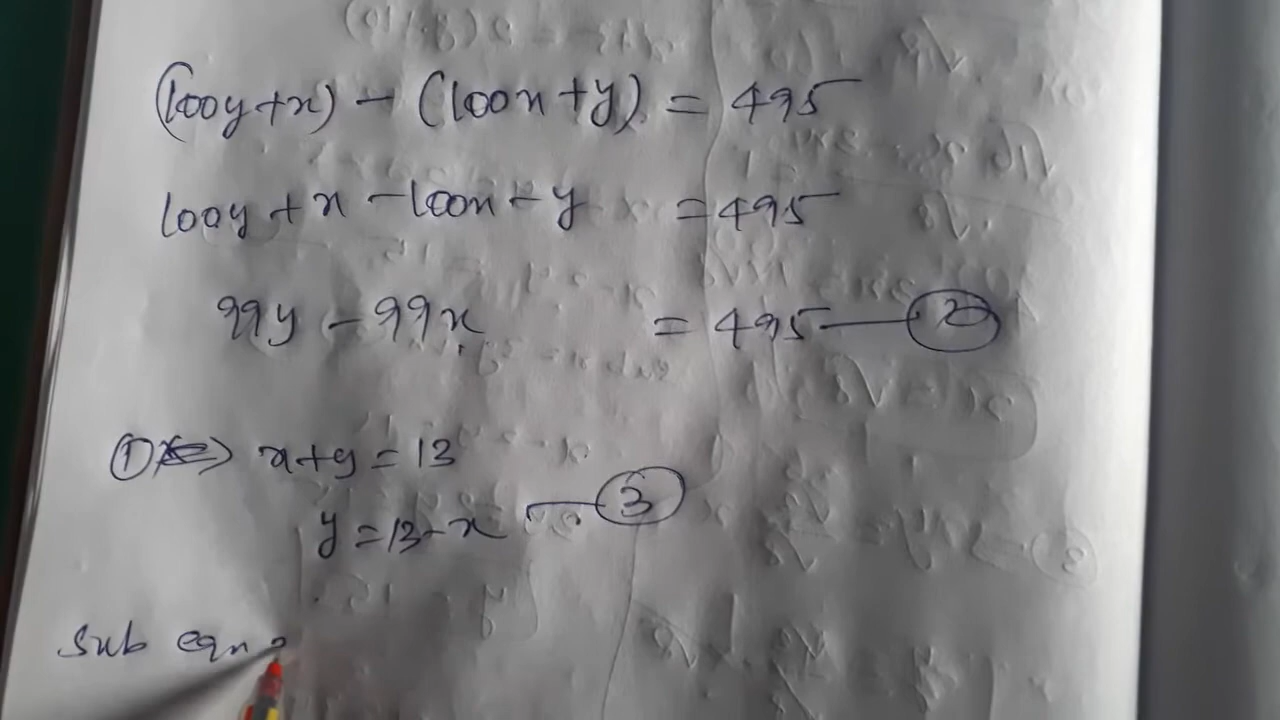 (100y+x) - (100x+y) = 495
100y + x - 100x - y = 495
99y - 99x = 495 — 2
1 => x+y = 13
y = 13-x — 3
Sub eqn